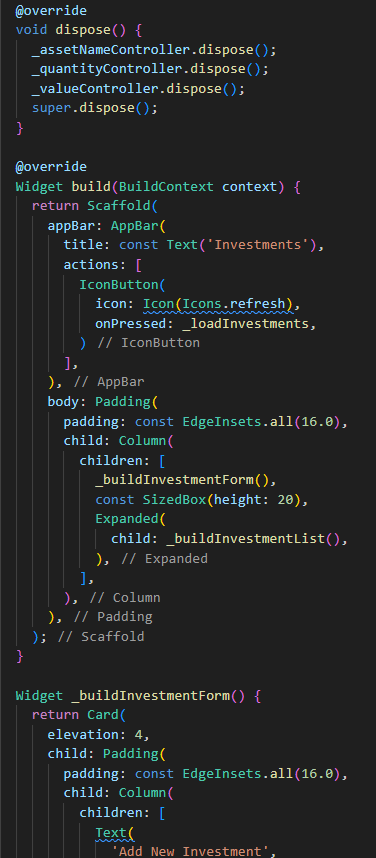 @override
void dispose() {
  _assetNameController.dispose();
  _quantityController.dispose();
  _valueController.dispose();
  super.dispose();
}

@override
Widget build(BuildContext context) {
  return Scaffold(
    appBar: AppBar(
      title: const Text('Investments'),
      actions: [
        IconButton(
          icon: Icon(Icons.refresh),
          onPressed: _loadInvestments,
        ) // IconButton
      ],
    ), // AppBar
    body: Padding(
      padding: const EdgeInsets.all(16.0),
      child: Column(
        children: [
          _buildInvestmentForm(),
          const SizedBox(height: 20),
          Expanded(
            child: _buildInvestmentList(),
          ), // Expanded
        ],
      ), // Column
    ), // Padding
  ); // Scaffold
}

Widget _buildInvestmentForm() {
  return Card(
    elevation: 4,
    child: Padding(
      padding: const EdgeInsets.all(16.0),
      child: Column(
        children: [
          Text(
            'Add New Investment',